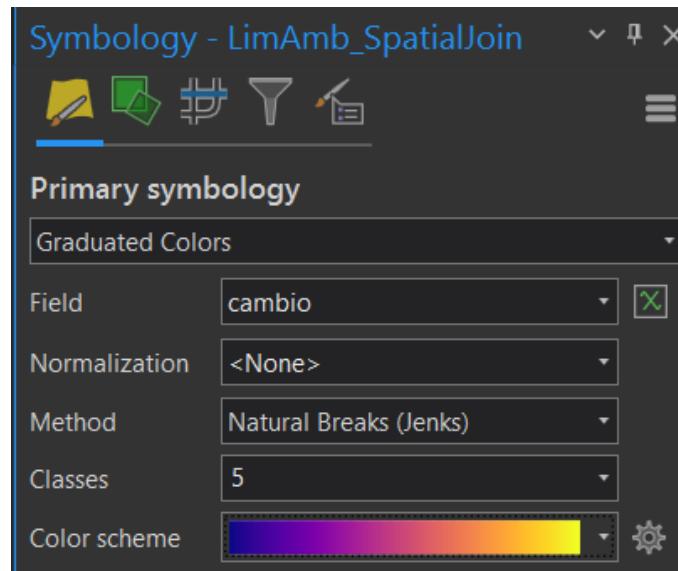 Symbology - LimAmb_SpatialJoin
Primary symbology
Graduated Colors
Field cambio
Normalization <None>
Method Natural Breaks (Jenks)
Classes 5
Color scheme